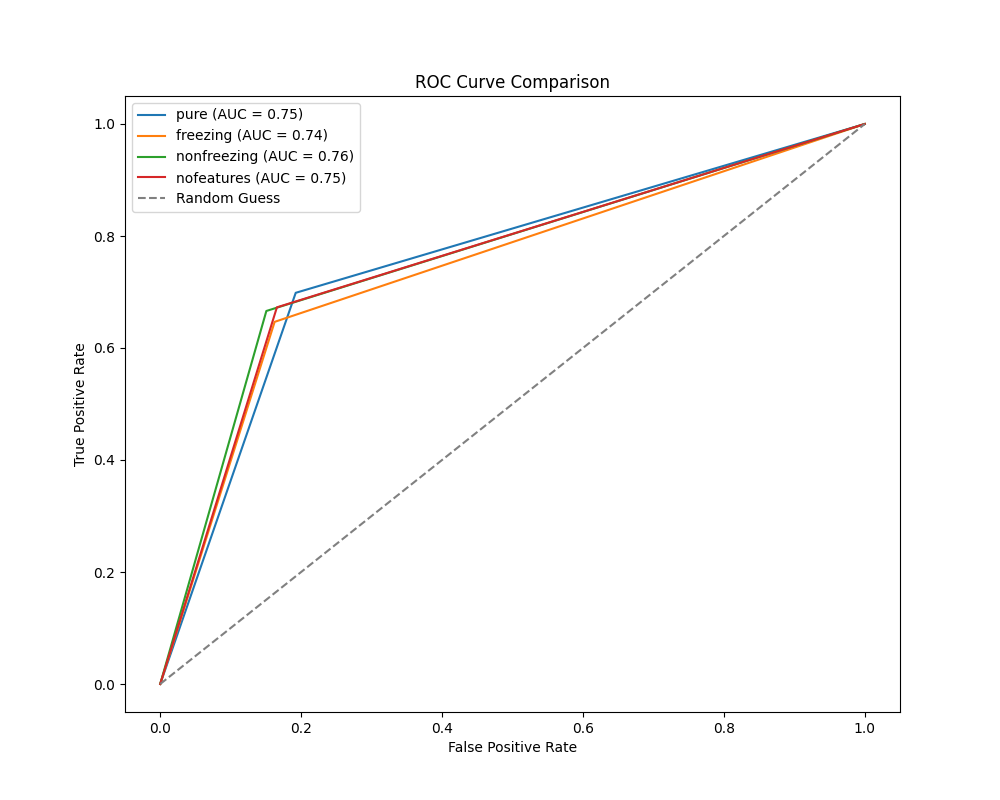 ROC Curve Comparison
pure (AUC = 0.75)
freezing (AUC = 0.74)
nonfreezing (AUC = 0.76)
nofeatures (AUC = 0.75)
Random Guess
True Positive Rate
1.0
0.8
0.6
0.4
0.2
0.0
0.0 0.2 0.4 0.6 0.8 1.0
False Positive Rate